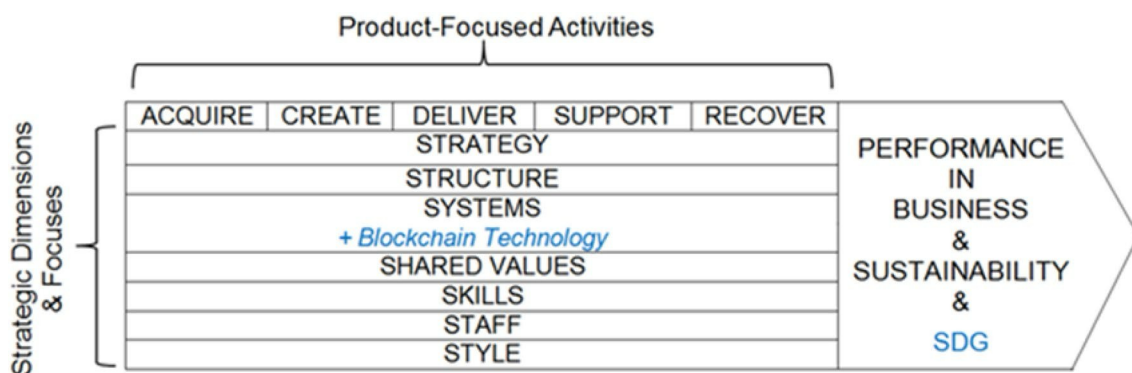 Product-Focused Activities
ACQUIRE CREATE DELIVER SUPPORT RECOVER
Strategic Dimensions
& Focuses
STRATEGY
STRUCTURE
SYSTEMS
+ Blockchain Technology
SHARED VALUES
SKILLS
STAFF
STYLE
PERFORMANCE
IN
BUSINESS
&
SUSTAINABILITY
&
SDG